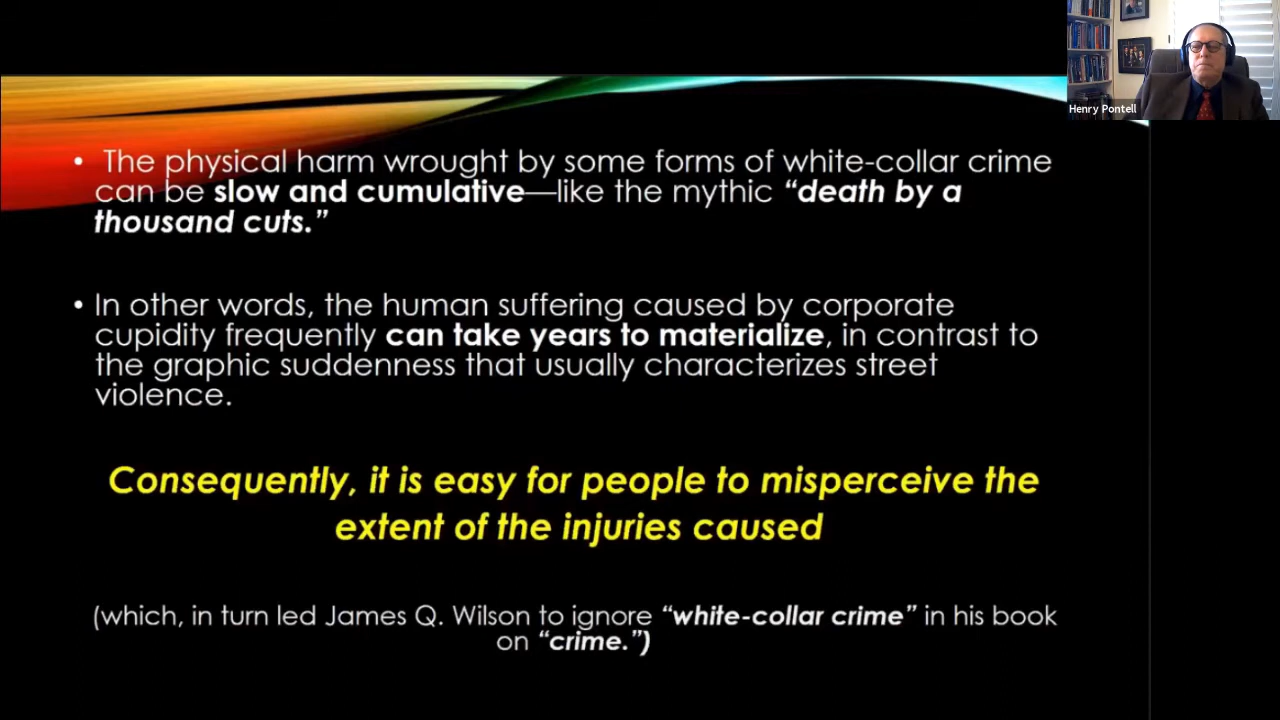 Henry Pontell
• The physical harm wrought by some forms of white-collar crime
can be slow and cumulative—like the mythic “death by a
thousand cuts.”
• In other words, the human suffering caused by corporate
cupidity frequently can take years to materialize, in contrast to
the graphic suddenness that usually characterizes street
violence.
Consequently, it is easy for people to misperceive the
extent of the injuries caused
(which, in turn led James Q. Wilson to ignore “white-collar crime” in his book
on “crime.”)